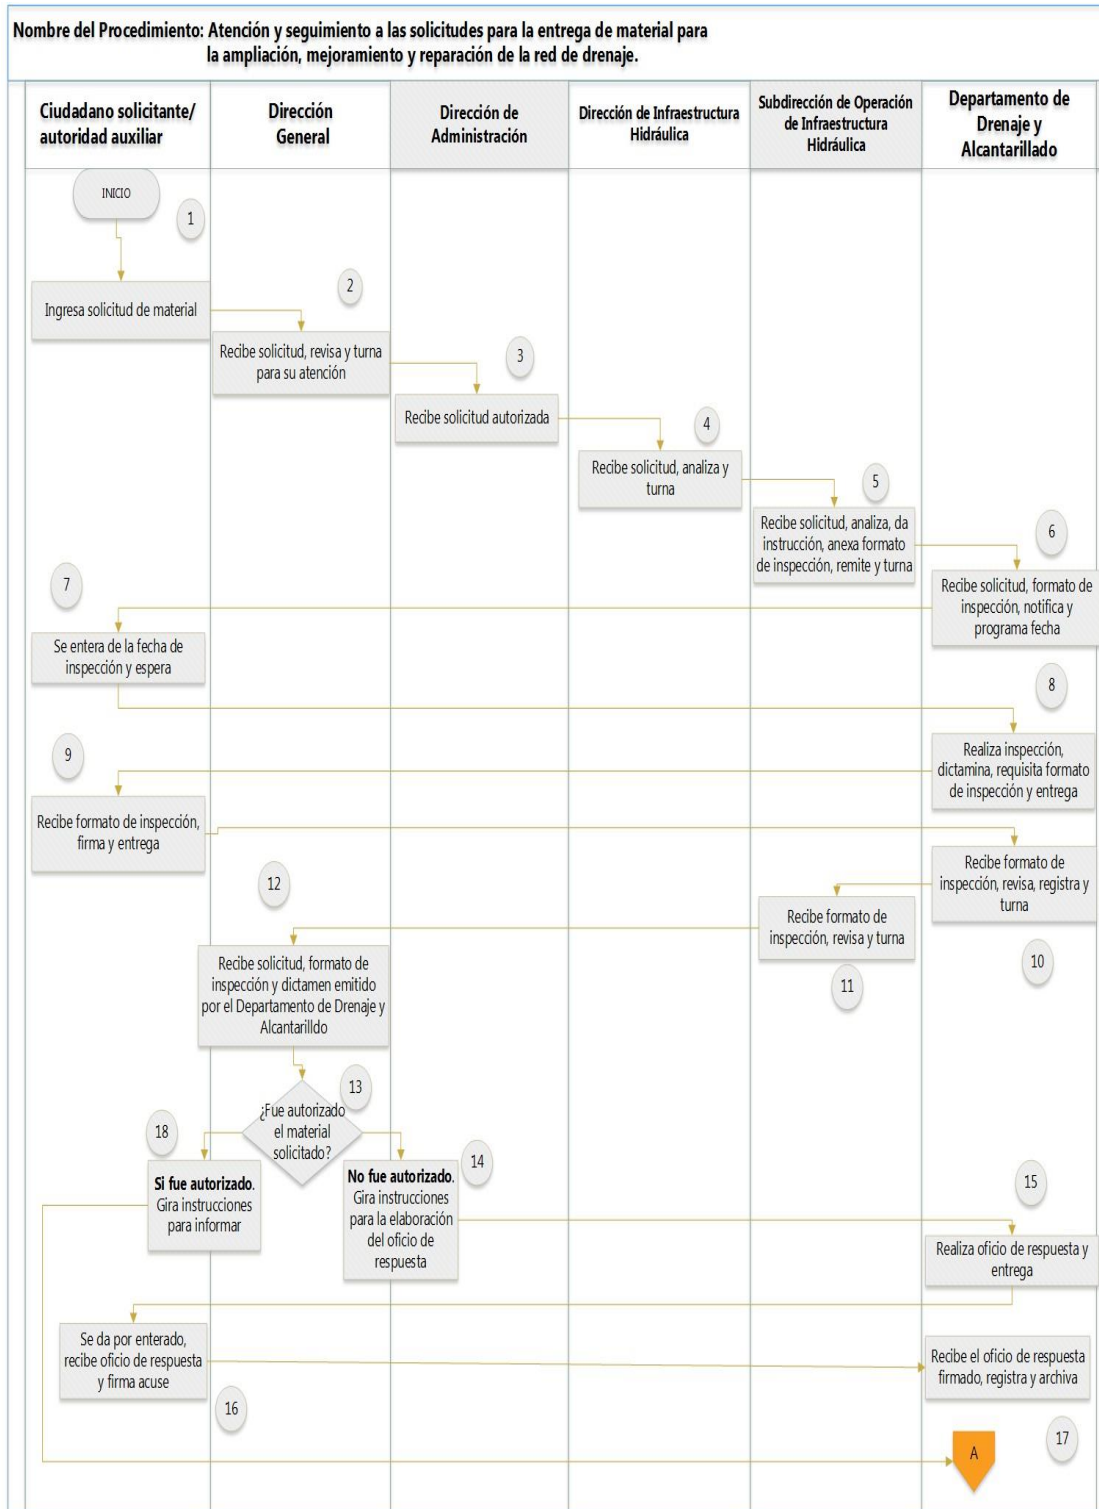 Nombre del Procedimiento: Atención y seguimiento a las solicitudes para la entrega de material para
la ampliación, mejoramiento y reparación de la red de drenaje.
Ciudadano solicitante/
autoridad auxiliar
Dirección
General
Dirección de
Administración
Dirección de Infraestructura
Hidráulica
Subdirección de Operación
de Infraestructura
Hidráulica
Departamento de
Drenaje y
Alcantarillado
INICIO
1
Ingresa solicitud de material
2
Recibe solicitud, revisa y turna
para su atención
3
Recibe solicitud autorizada
4
Recibe solicitud, analiza y
turna
5
Recibe solicitud, analiza, da
instrucción, anexa formato
de inspección, remite y turna
6
Recibe solicitud, formato de
inspección, notifica y
programa fecha
7
Se entera de la fecha de
inspección y espera
8
Realiza inspección,
dictamina, requisita formato
de inspección y entrega
9
Recibe formato de inspección,
firma y entrega
Recibe formato de
inspección, revisa, registra y
turna
10
Recibe formato de
inspección, revisa y turna
11
12
Recibe solicitud, formato de
inspección y dictamen emitido
por el Departamento de Drenaje y
Alcantarilldo
13
¿Fue autorizado
el material
solicitado?
18
Si fue autorizado.
Gira instrucciones
para informar
14
No fue autorizado.
Gira instrucciones
para la elaboración
del oficio de
respuesta
15
Realiza oficio de respuesta y
entrega
Se da por enterado,
recibe oficio de respuesta
y firma acuse
16
Recibe el oficio de respuesta
firmado, registra y archiva
17
A